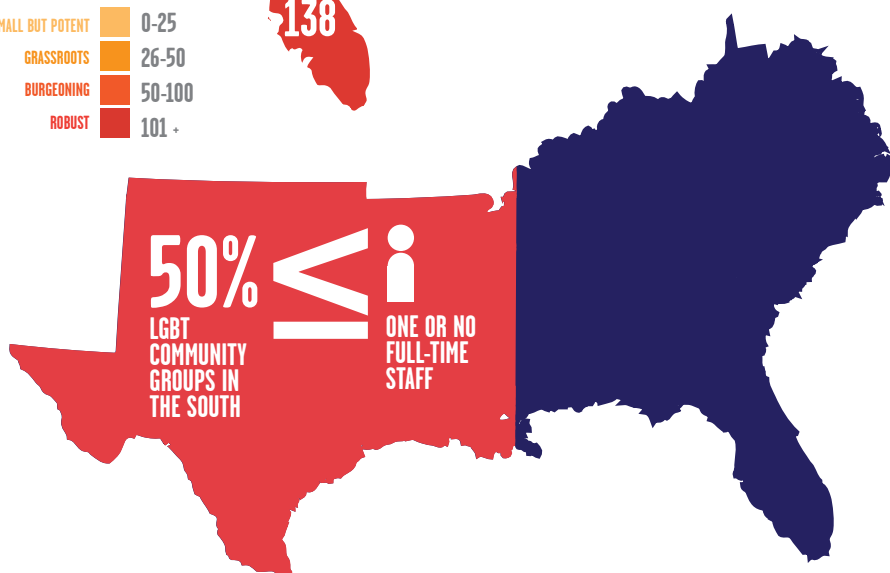 138
MALL BUT POTENT 0-25
GRASSROOTS 26-50
BURGEONING 50-100
ROBUST 101 +
50% ≤
LGBT
COMMUNITY
GROUPS IN
THE SOUTH
ONE OR NO
FULL-TIME
STAFF